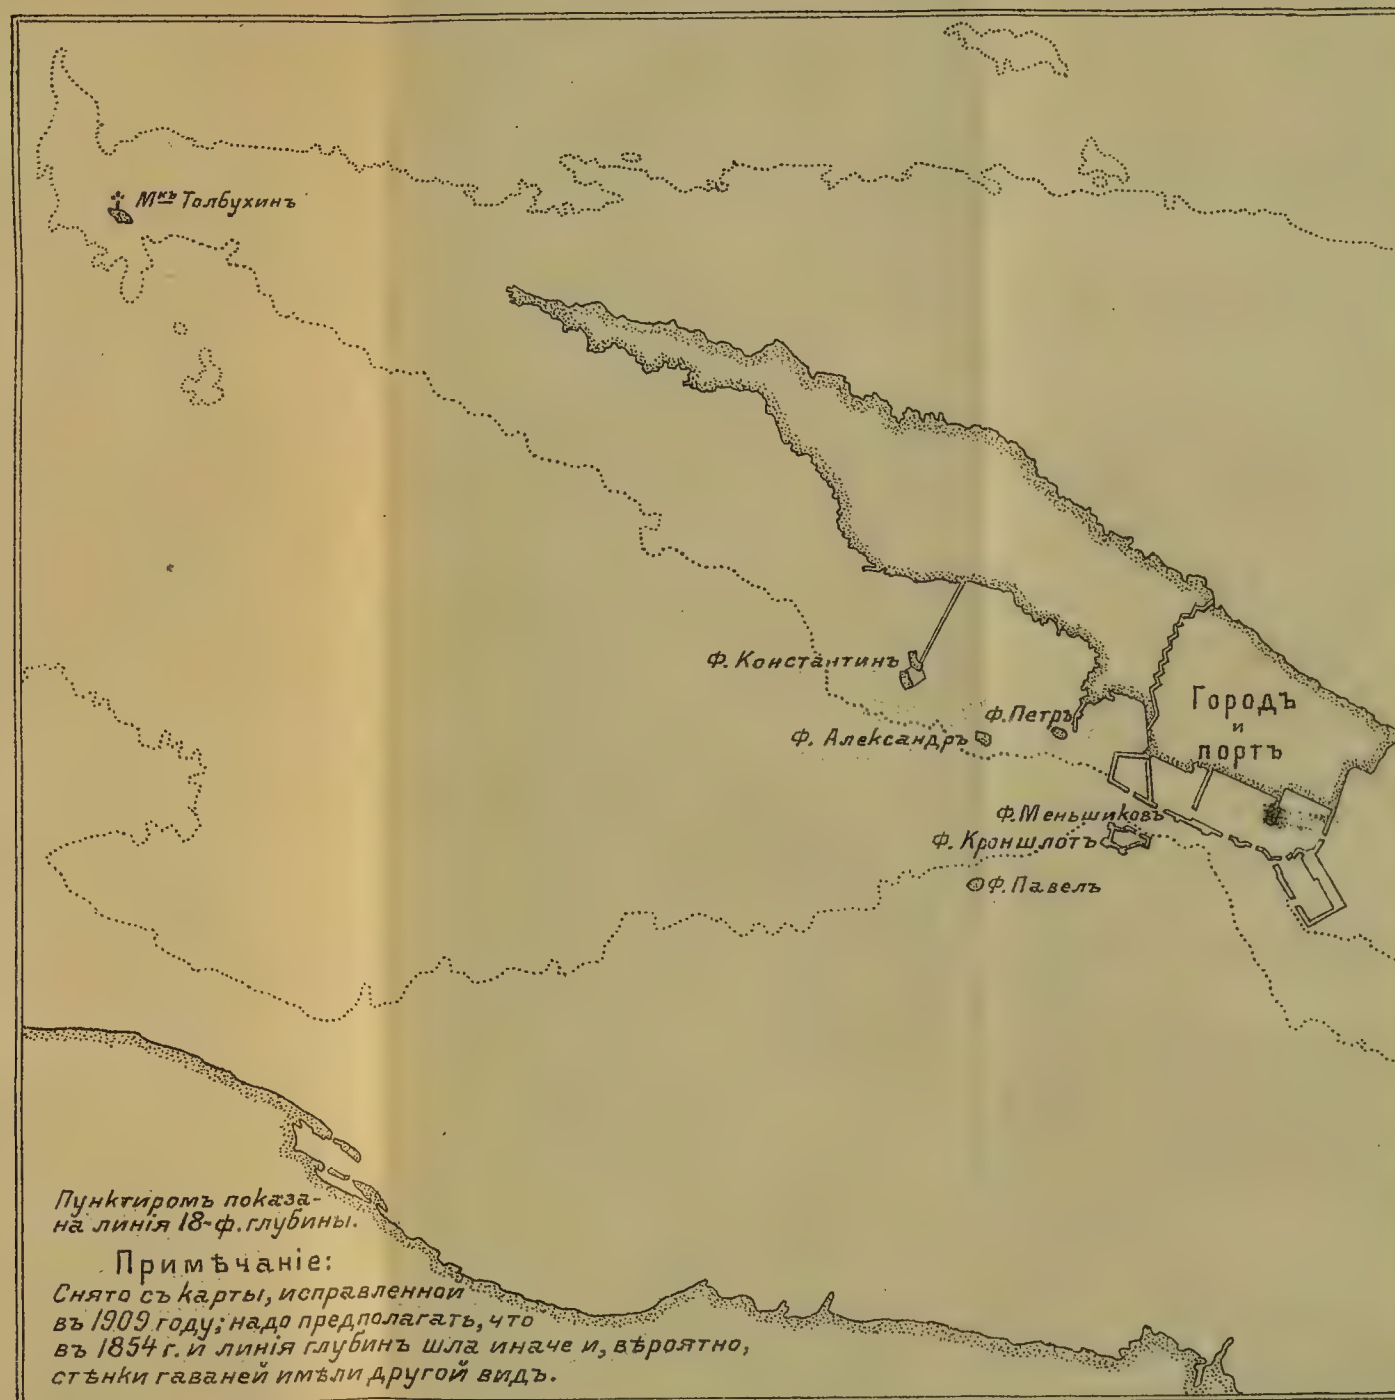 Мкъ Толбухинъ
Ф. Константинъ
Ф. Петръ
Ф. Александръ
Городъ
и
портъ
Ф. Меньшиковъ
Ф. Кроншлотъ
Ф. Павелъ
Пунктиромъ показа-
на линія 18-ф. глубины.
Примѣчаніе:
Снято съ карты, исправленной
въ 1909 году; надо предполагать, что
въ 1854 г. и линія глубинъ шла иначе и, вѣроятно,
стѣнки гаваней имѣли другой видъ.